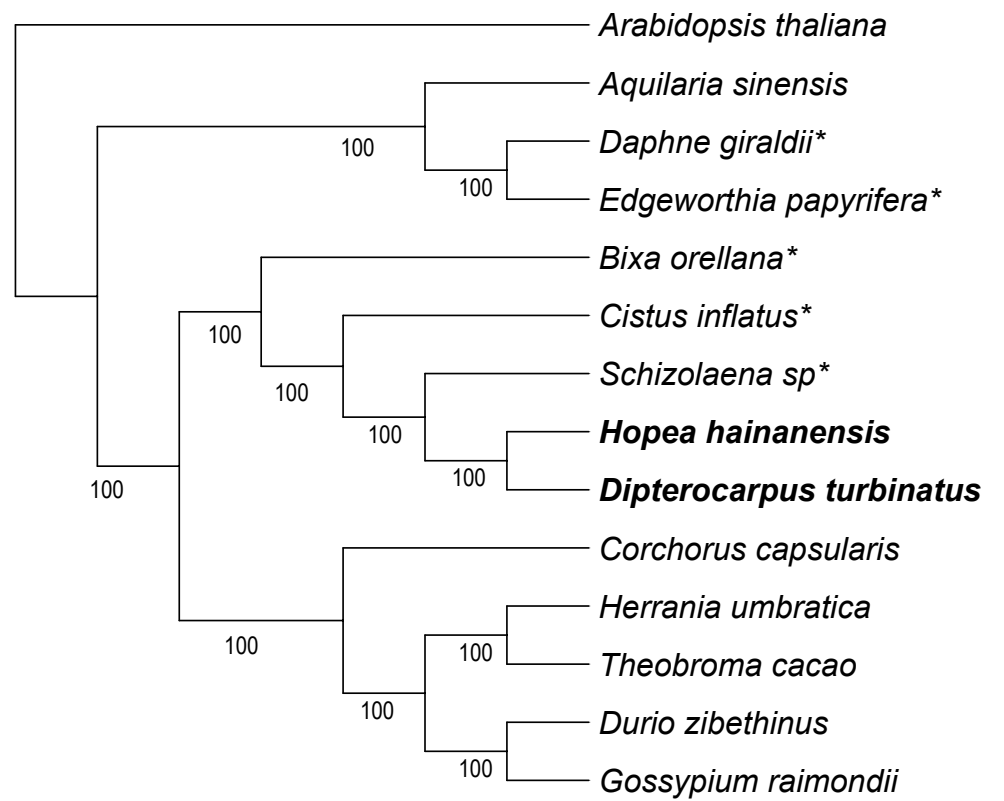 Arabidopsis thaliana
Aquilaria sinensis
100
Daphne giraldii*
100
Edgeworthia papyrifera*
Bixa orellana*
100
Cistus inflatus*
100
Schizolaena sp*
100
Hopea hainanensis
100
Dipterocarpus turbinatus
100
Corchorus capsularis
100
Herrania umbratica
100
Theobroma cacao
100
Durio zibethinus
100
Gossypium raimondii